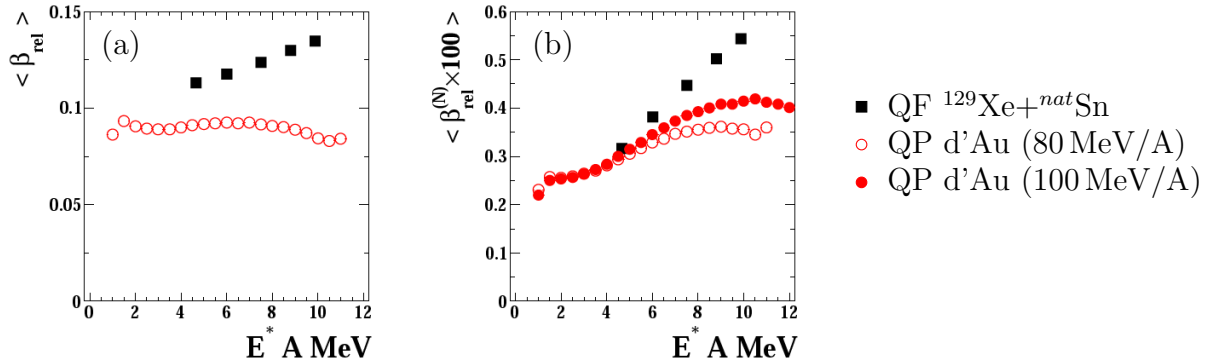 < β_rel >
0.15
0.1
0.05
0
(a)
0 2 4 6 8 10 12
E* A MeV
< β_rel^(N)×100 >
0.6
0.5
0.4
0.3
0.2
0.1
0
(b)
0 2 4 6 8 10 12
E* A MeV
QF ¹²⁹Xe+ⁿᵃᵗSn
QP d'Au (80 MeV/A)
QP d'Au (100 MeV/A)